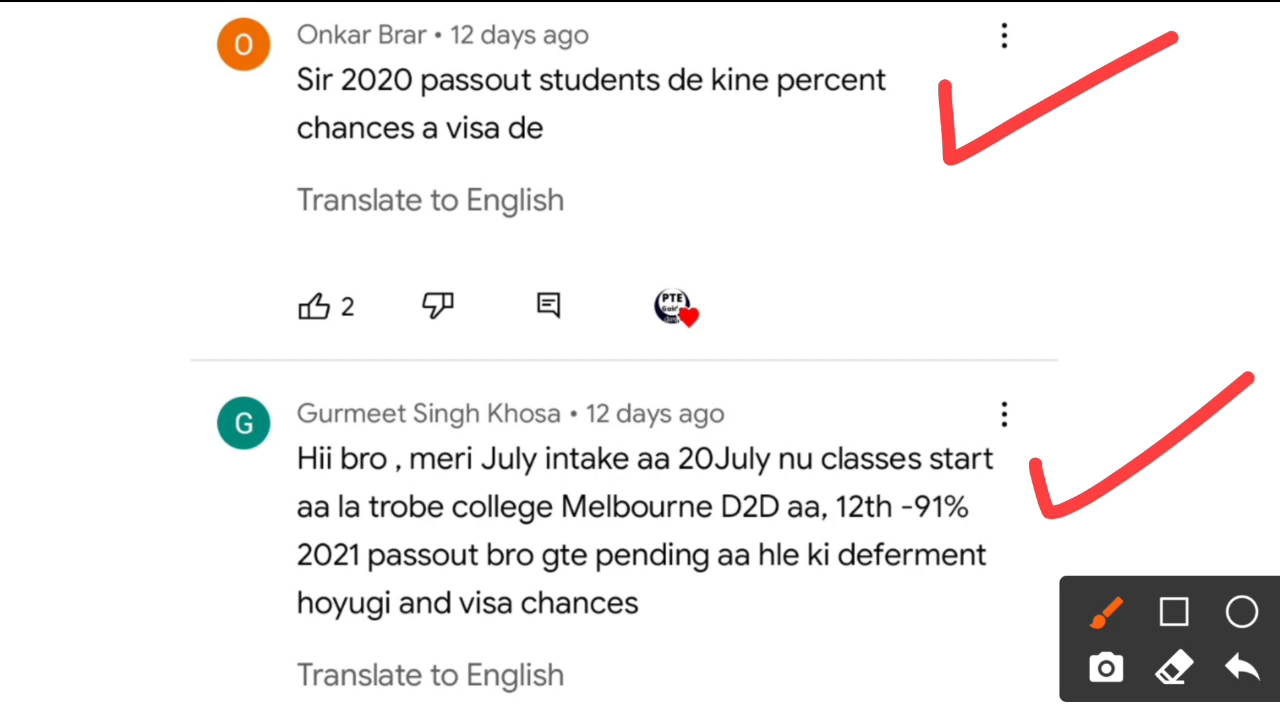 O
Onkar Brar • 12 days ago
Sir 2020 passout students de kine percent
chances a visa de
Translate to English
2
PTE
G
Gurmeet Singh Khosa • 12 days ago
Hii bro , meri July intake aa 20July nu classes start
aa la trobe college Melbourne D2D aa, 12th -91%
2021 passout bro gte pending aa hle ki deferment
hoyugi and visa chances
Translate to English